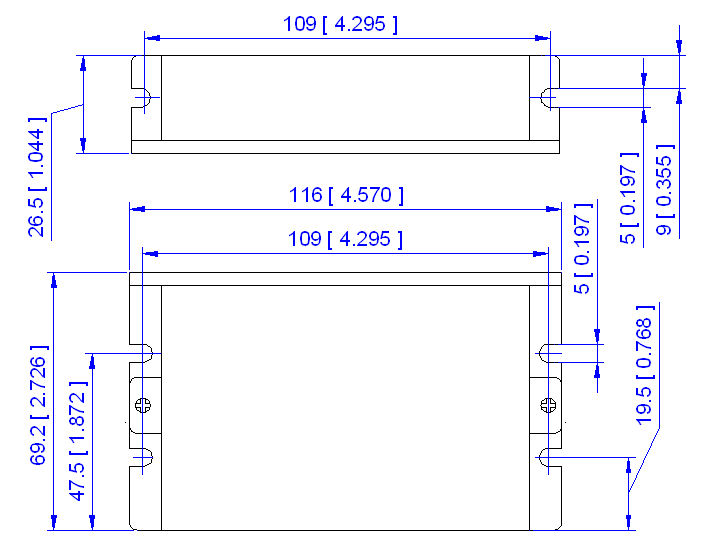 109 [ 4.295 ]
26.5 [ 1.044 ]
5 [ 0.197 ]
9 [ 0.355 ]
116 [ 4.570 ]
109 [ 4.295 ]
5 [ 0.197 ]
69.2 [ 2.726 ]
47.5 [ 1.872 ]
19.5 [ 0.768 ]